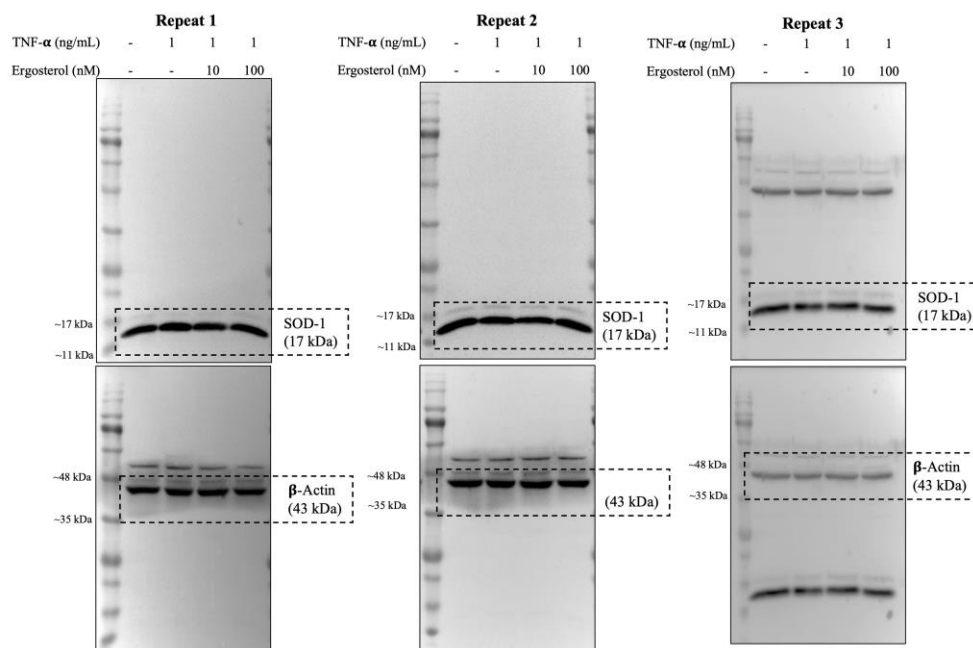 Repeat 1
TNF-α (ng/mL) - 1 1 1
Ergosterol (nM) - - 10 100
~17 kDa
SOD-1
(17 kDa)
~11 kDa
~48 kDa
β-Actin
(43 kDa)
~35 kDa
Repeat 2
TNF-α (ng/mL) - 1 1 1
Ergosterol (nM) - - 10 100
~17 kDa
SOD-1
(17 kDa)
~11 kDa
~48 kDa
(43 kDa)
~35 kDa
Repeat 3
TNF-α (ng/mL) - 1 1 1
Ergosterol (nM) - - 10 100
~17 kDa
SOD-1
(17 kDa)
~11 kDa
~48 kDa
β-Actin
(43 kDa)
~35 kDa